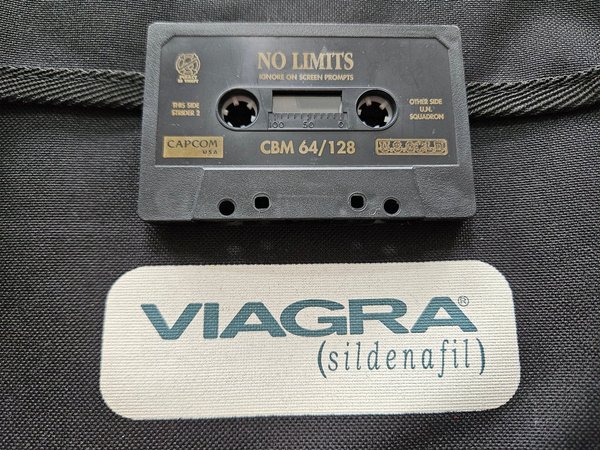 NO LIMITS
IGNORE ON SCREEN PROMPTS
THIS SIDE
STRIDER 2
OTHER SIDE
U.N.
SQUADRON
100 50 0
CAPCOM
USA
CBM 64/128
VIAGRA®
(sildenafil)